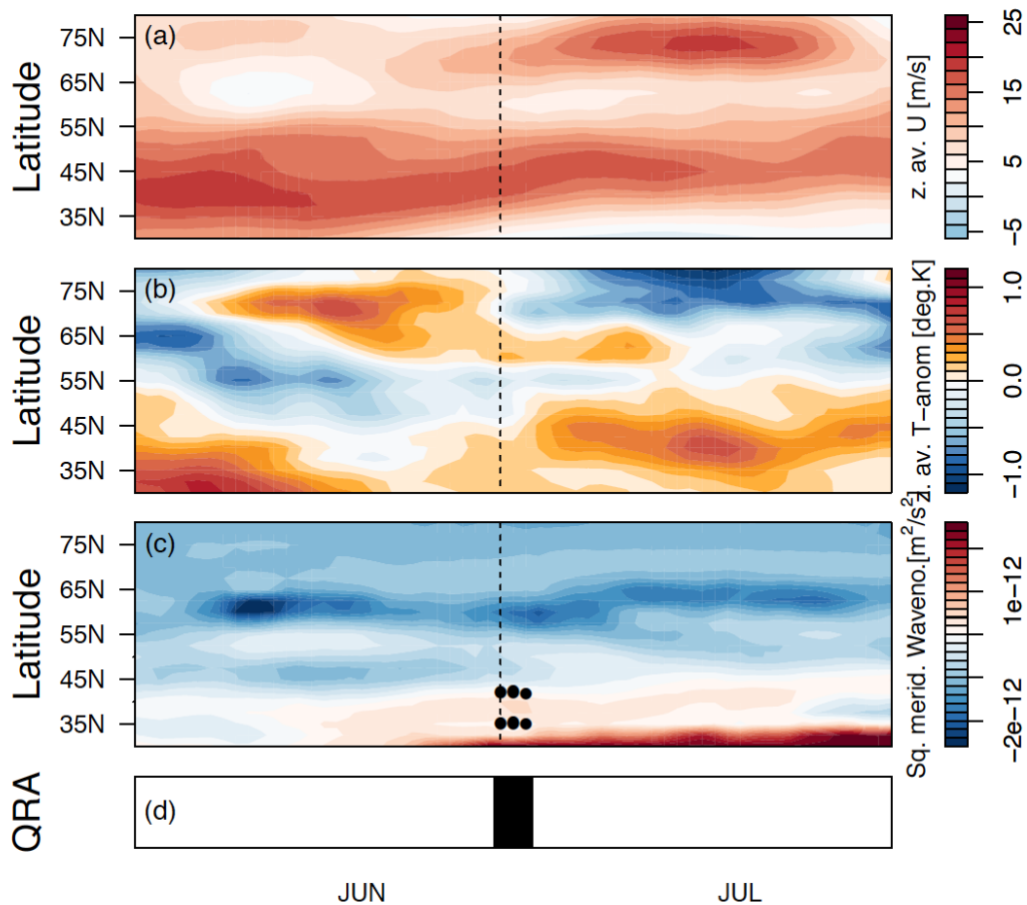 (a)
75N
65N
55N
45N
35N
Latitude
25
15
5
−5
z. av. U [m/s]
(b)
75N
65N
55N
45N
35N
Latitude
1.0
0.0
−1.0
z. av. T−anom [deg.K]
(c)
75N
65N
55N
45N
35N
Latitude
1e−12
−2e−12
Sq. merid. Waveno.[m²/s²]
(d)
QRA
JUN JUL